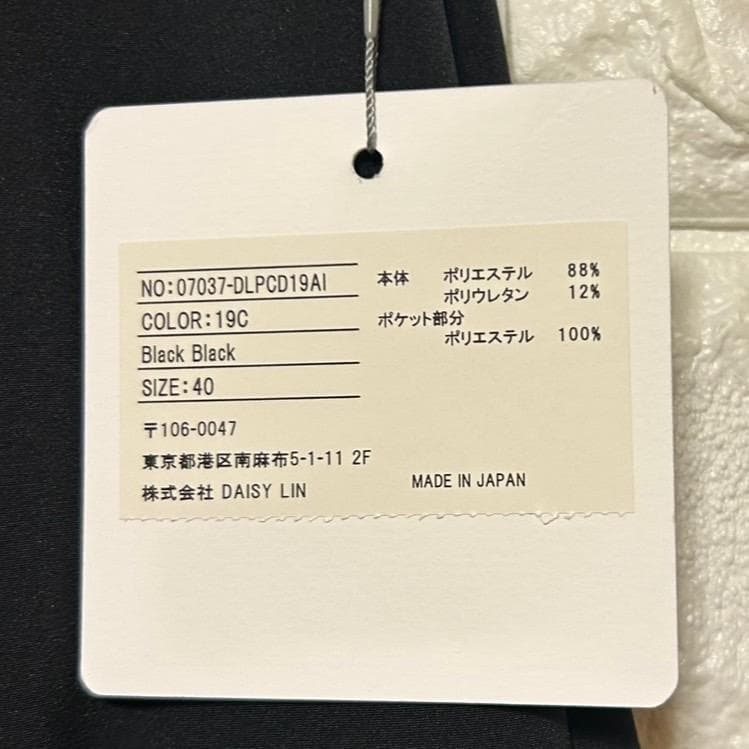 NO:07037-DLPCD19AI
COLOR:19C
Black Black
SIZE:40
〒106-0047
東京都港区南麻布5-1-11 2F
株式会社 DAISY LIN
本体 ポリエステル 88%
ポリウレタン 12%
ポケット部分
ポリエステル 100%
MADE IN JAPAN